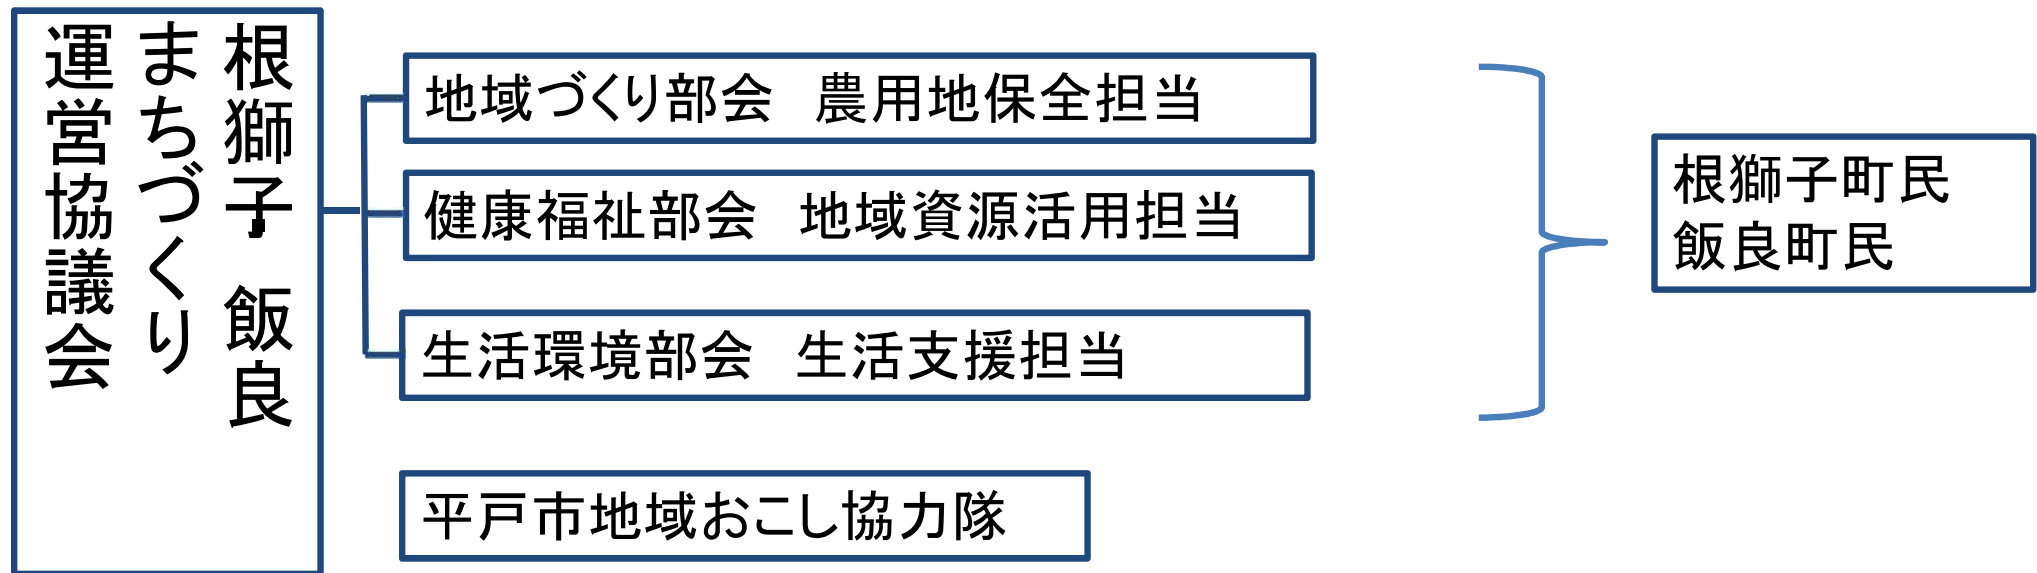 根獅子・飯良
まちづくり
運営協議会
地域づくり部会　農用地保全担当
健康福祉部会　地域資源活用担当
生活環境部会　生活支援担当
平戸市地域おこし協力隊
根獅子町民
飯良町民